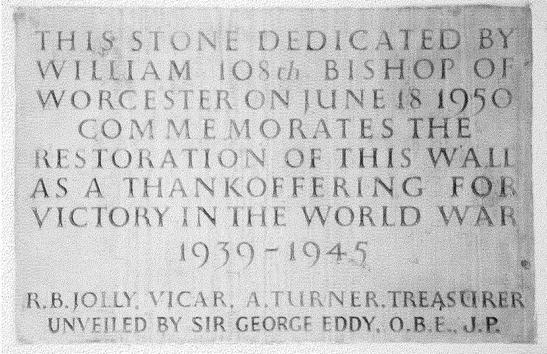 THIS STONE DEDICATED BY
WILLIAM 108th BISHOP OF
WORCESTER ON JUNE 18 1950
COMMEMORATES THE
RESTORATION OF THIS WALL
AS A THANKOFFERING FOR
VICTORY IN THE WORLD WAR
1939-1945
R.B. JOLLY, VICAR, A. TURNER. TREASURER
UNVEILED BY SIR GEORGE EDDY, O.B.E., J.P.